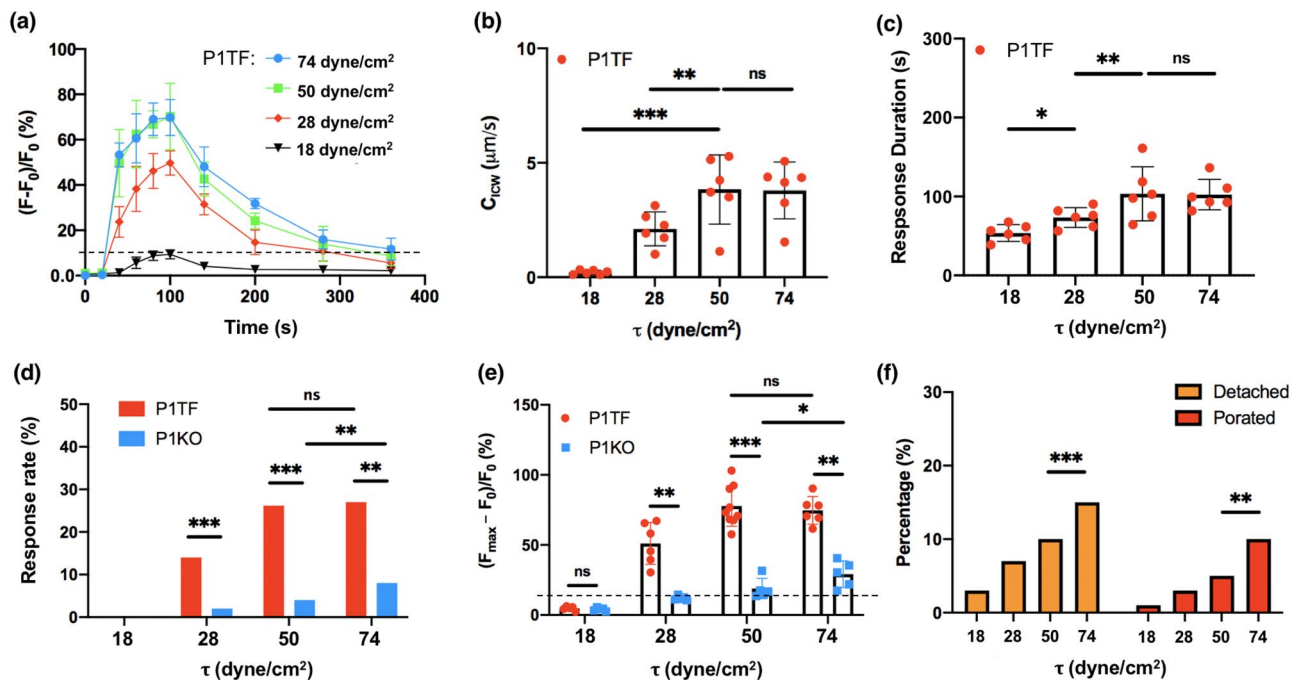 (a)
(F-F₀)/F₀ (%)
100
80
60
40
20
10
0.0
P1TF:
74 dyne/cm²
50 dyne/cm²
28 dyne/cm²
18 dyne/cm²
0
100
200
300
400
Time (s)
(b)
C_ICW (μm/s)
10
5
0
P1TF
**
ns
***
18
28
50
74
τ (dyne/cm²)
(c)
Respsonse Duration (s)
300
200
100
0
P1TF
**
ns
*
18
28
50
74
τ (dyne/cm²)
(d)
Response rate (%)
50
40
30
20
10
0
P1TF
P1KO
ns
**
***
**
***
18
28
50
74
τ (dyne/cm²)
(e)
(F_max – F₀)/F₀ (%)
150
100
50
0
P1TF
P1KO
ns
*
***
**
**
ns
18
28
50
74
τ (dyne/cm²)
(f)
Percentage (%)
30
20
10
0
Detached
Porated
***
**
18
28
50
74
18
28
50
74
τ (dyne/cm²)